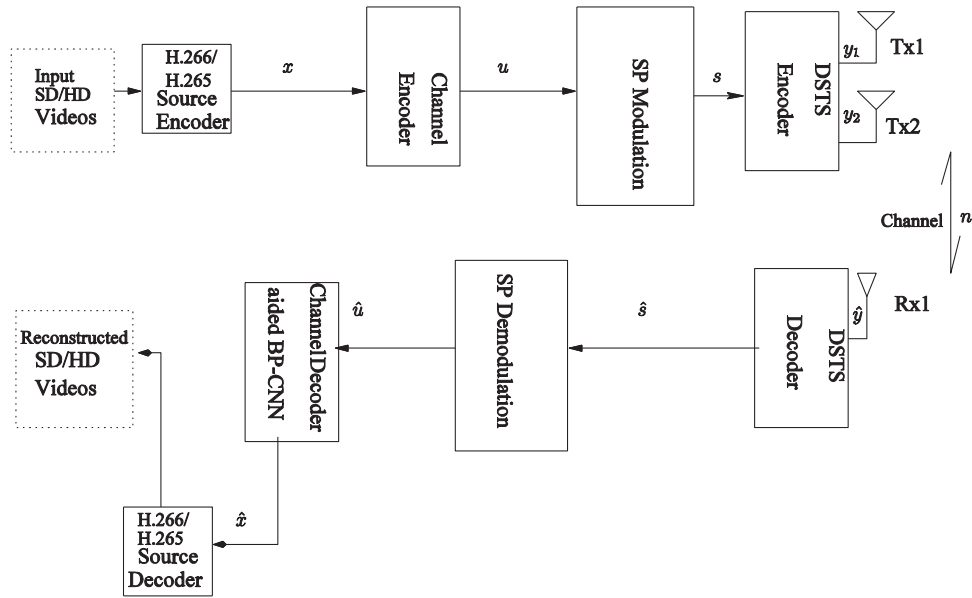 Input
SD/HD
Videos
H.266/
H.265
Source
Encoder
x
Channel
Encoder
u
SP Modulation
s
DSTS
Encoder
y1
Tx1
y2
Tx2
Channel
n
Rx1
ŷ
DSTS
Decoder
ŝ
SP Demodulation
û
ChannelDecoder
aided BP-CNN
x̂
H.266/
H.265
Source
Decoder
Reconstructed
SD/HD
Videos